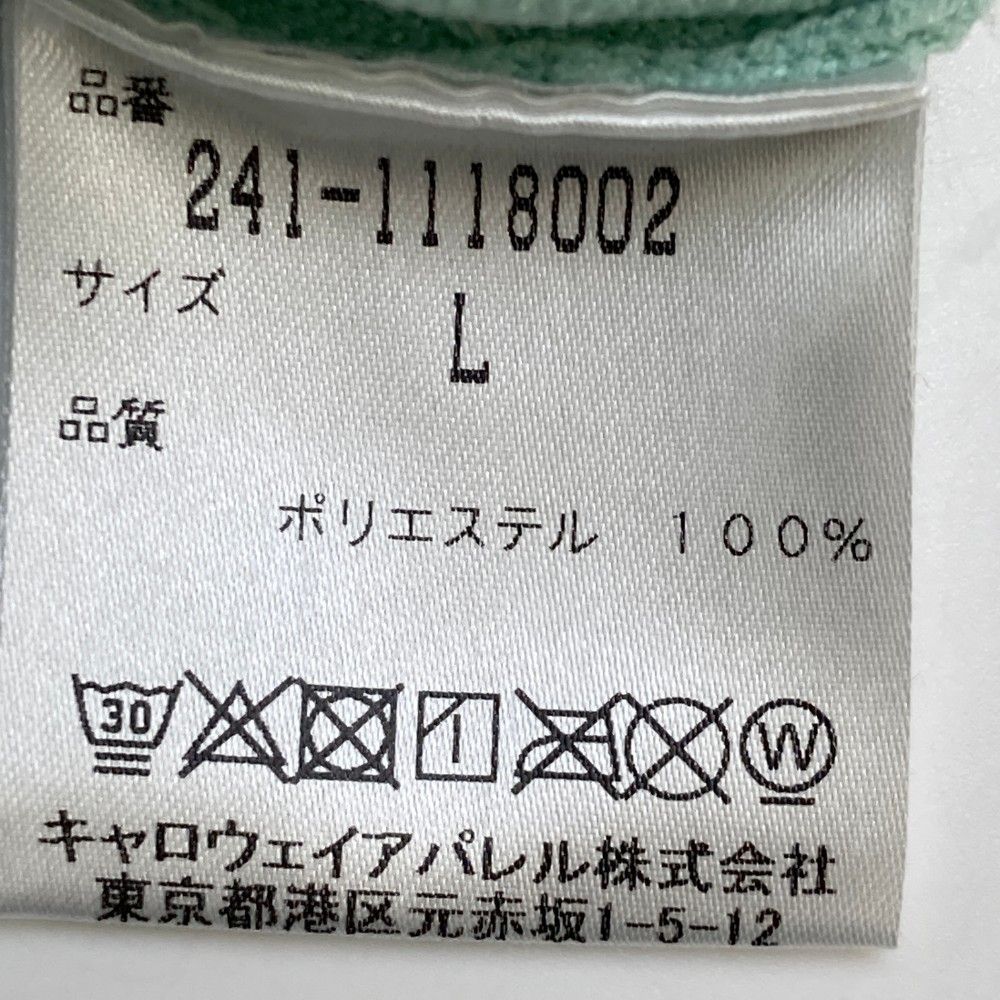 品番
241-1118002
サイズ
L
品質
ポリエステル 100%
30 W
キャロウェイアパレル株式会社
東京都港区元赤坂1-5-12